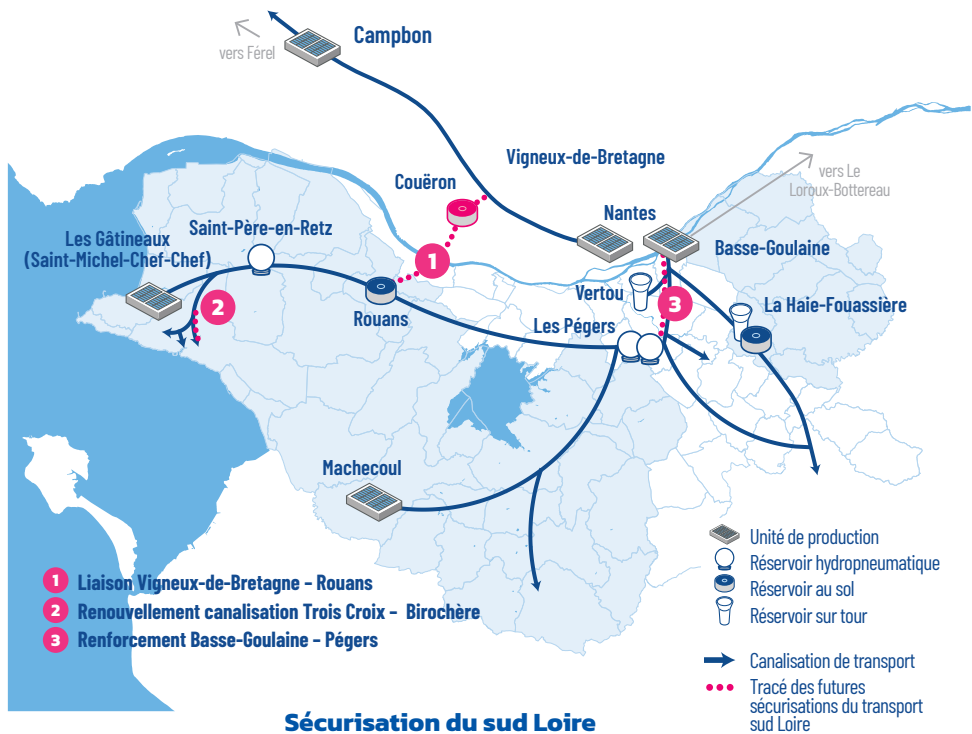 Campbon
vers Férel
Vigneux-de-Bretagne
vers Le
Loroux-Bottereau
Couëron
Nantes
Saint-Père-en-Retz
Les Gâtineaux
(Saint-Michel-Chef-Chef)
Basse-Goulaine
1
Vertou
La Haie-Fouassière
2
3
Rouans
Les Pégers
Machecoul
Unité de production
Réservoir hydropneumatique
Réservoir au sol
Réservoir sur tour
Canalisation de transport
Tracé des futures
sécurisations du transport
sud Loire
1 Liaison Vigneux-de-Bretagne - Rouans
2 Renouvellement canalisation Trois Croix - Birochère
3 Renforcement Basse-Goulaine - Pégers
Sécurisation du sud Loire